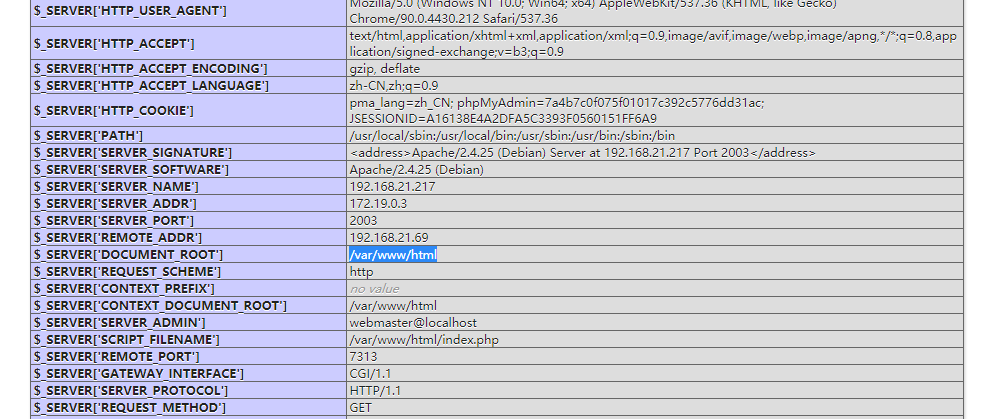 $_SERVER['HTTP_USER_AGENT'] Mozilla/5.0 (Windows NT 10.0; Win64; x64) AppleWebKit/537.36 (KHTML, like Gecko)
Chrome/90.0.4430.212 Safari/537.36
$_SERVER['HTTP_ACCEPT'] text/html,application/xhtml+xml,application/xml;q=0.9,image/avif,image/webp,image/apng,*/*;q=0.8,app
lication/signed-exchange;v=b3;q=0.9
$_SERVER['HTTP_ACCEPT_ENCODING'] gzip, deflate
$_SERVER['HTTP_ACCEPT_LANGUAGE'] zh-CN,zh;q=0.9
$_SERVER['HTTP_COOKIE'] pma_lang=zh_CN; phpMyAdmin=7a4b7c0f075f01017c392c5776dd31ac;
JSESSIONID=A16138E4A2DFA5C3393F0560151FF6A9
$_SERVER['PATH'] /usr/local/sbin:/usr/local/bin:/usr/sbin:/usr/bin:/sbin:/bin
$_SERVER['SERVER_SIGNATURE'] <address>Apache/2.4.25 (Debian) Server at 192.168.21.217 Port 2003</address>
$_SERVER['SERVER_SOFTWARE'] Apache/2.4.25 (Debian)
$_SERVER['SERVER_NAME'] 192.168.21.217
$_SERVER['SERVER_ADDR'] 172.19.0.3
$_SERVER['SERVER_PORT'] 2003
$_SERVER['REMOTE_ADDR'] 192.168.21.69
$_SERVER['DOCUMENT_ROOT'] /var/www/html
$_SERVER['REQUEST_SCHEME'] http
$_SERVER['CONTEXT_PREFIX'] no value
$_SERVER['CONTEXT_DOCUMENT_ROOT'] /var/www/html
$_SERVER['SERVER_ADMIN'] webmaster@localhost
$_SERVER['SCRIPT_FILENAME'] /var/www/html/index.php
$_SERVER['REMOTE_PORT'] 7313
$_SERVER['GATEWAY_INTERFACE'] CGI/1.1
$_SERVER['SERVER_PROTOCOL'] HTTP/1.1
$_SERVER['REQUEST_METHOD'] GET